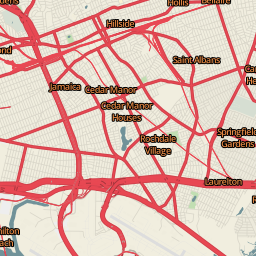 Hollis
Hillside
Saint Albans
Jamaica
Cedar Manor
Cedar Manor
Houses
Rochdale
Village
Springfield
Gardens
Laurelton